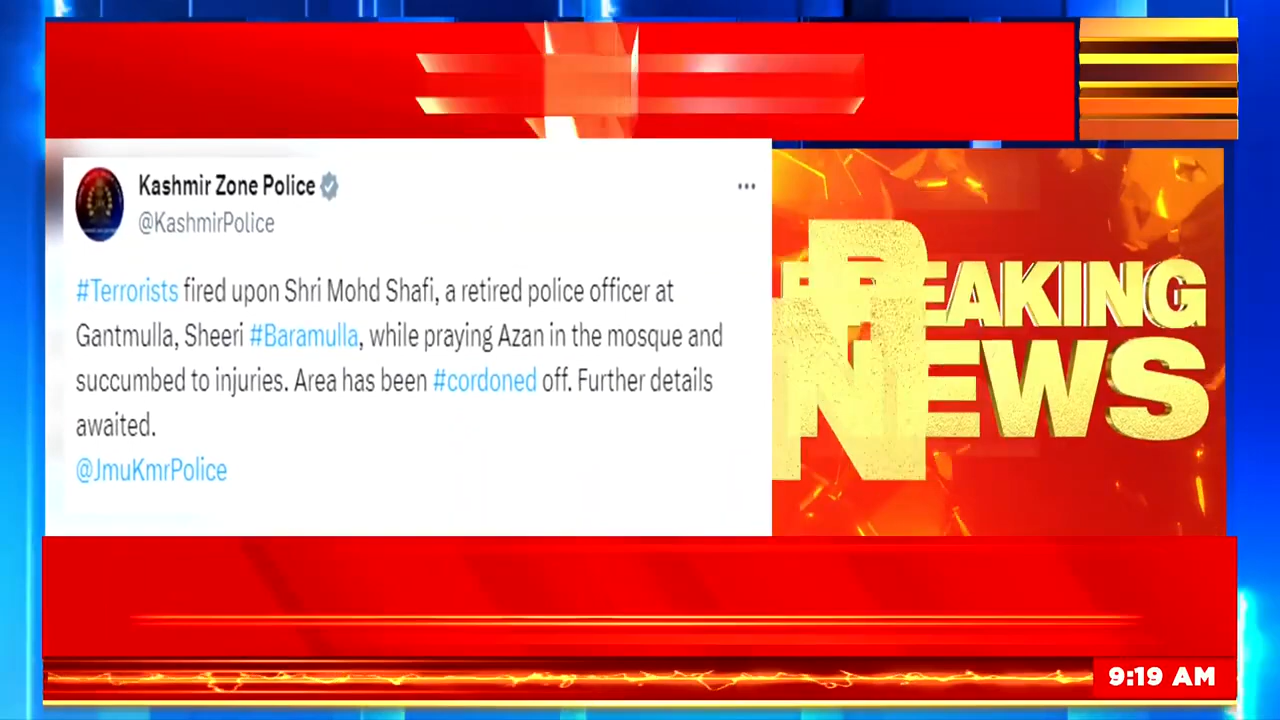 Kashmir Zone Police
@KashmirPolice
#Terrorists fired upon Shri Mohd Shafi, a retired police officer at
Gantmulla, Sheeri #Baramulla, while praying Azan in the mosque and
succumbed to injuries. Area has been #cordoned off. Further details
awaited.
@JmuKmrPolice
BREAKING
NEWS
9:19 AM